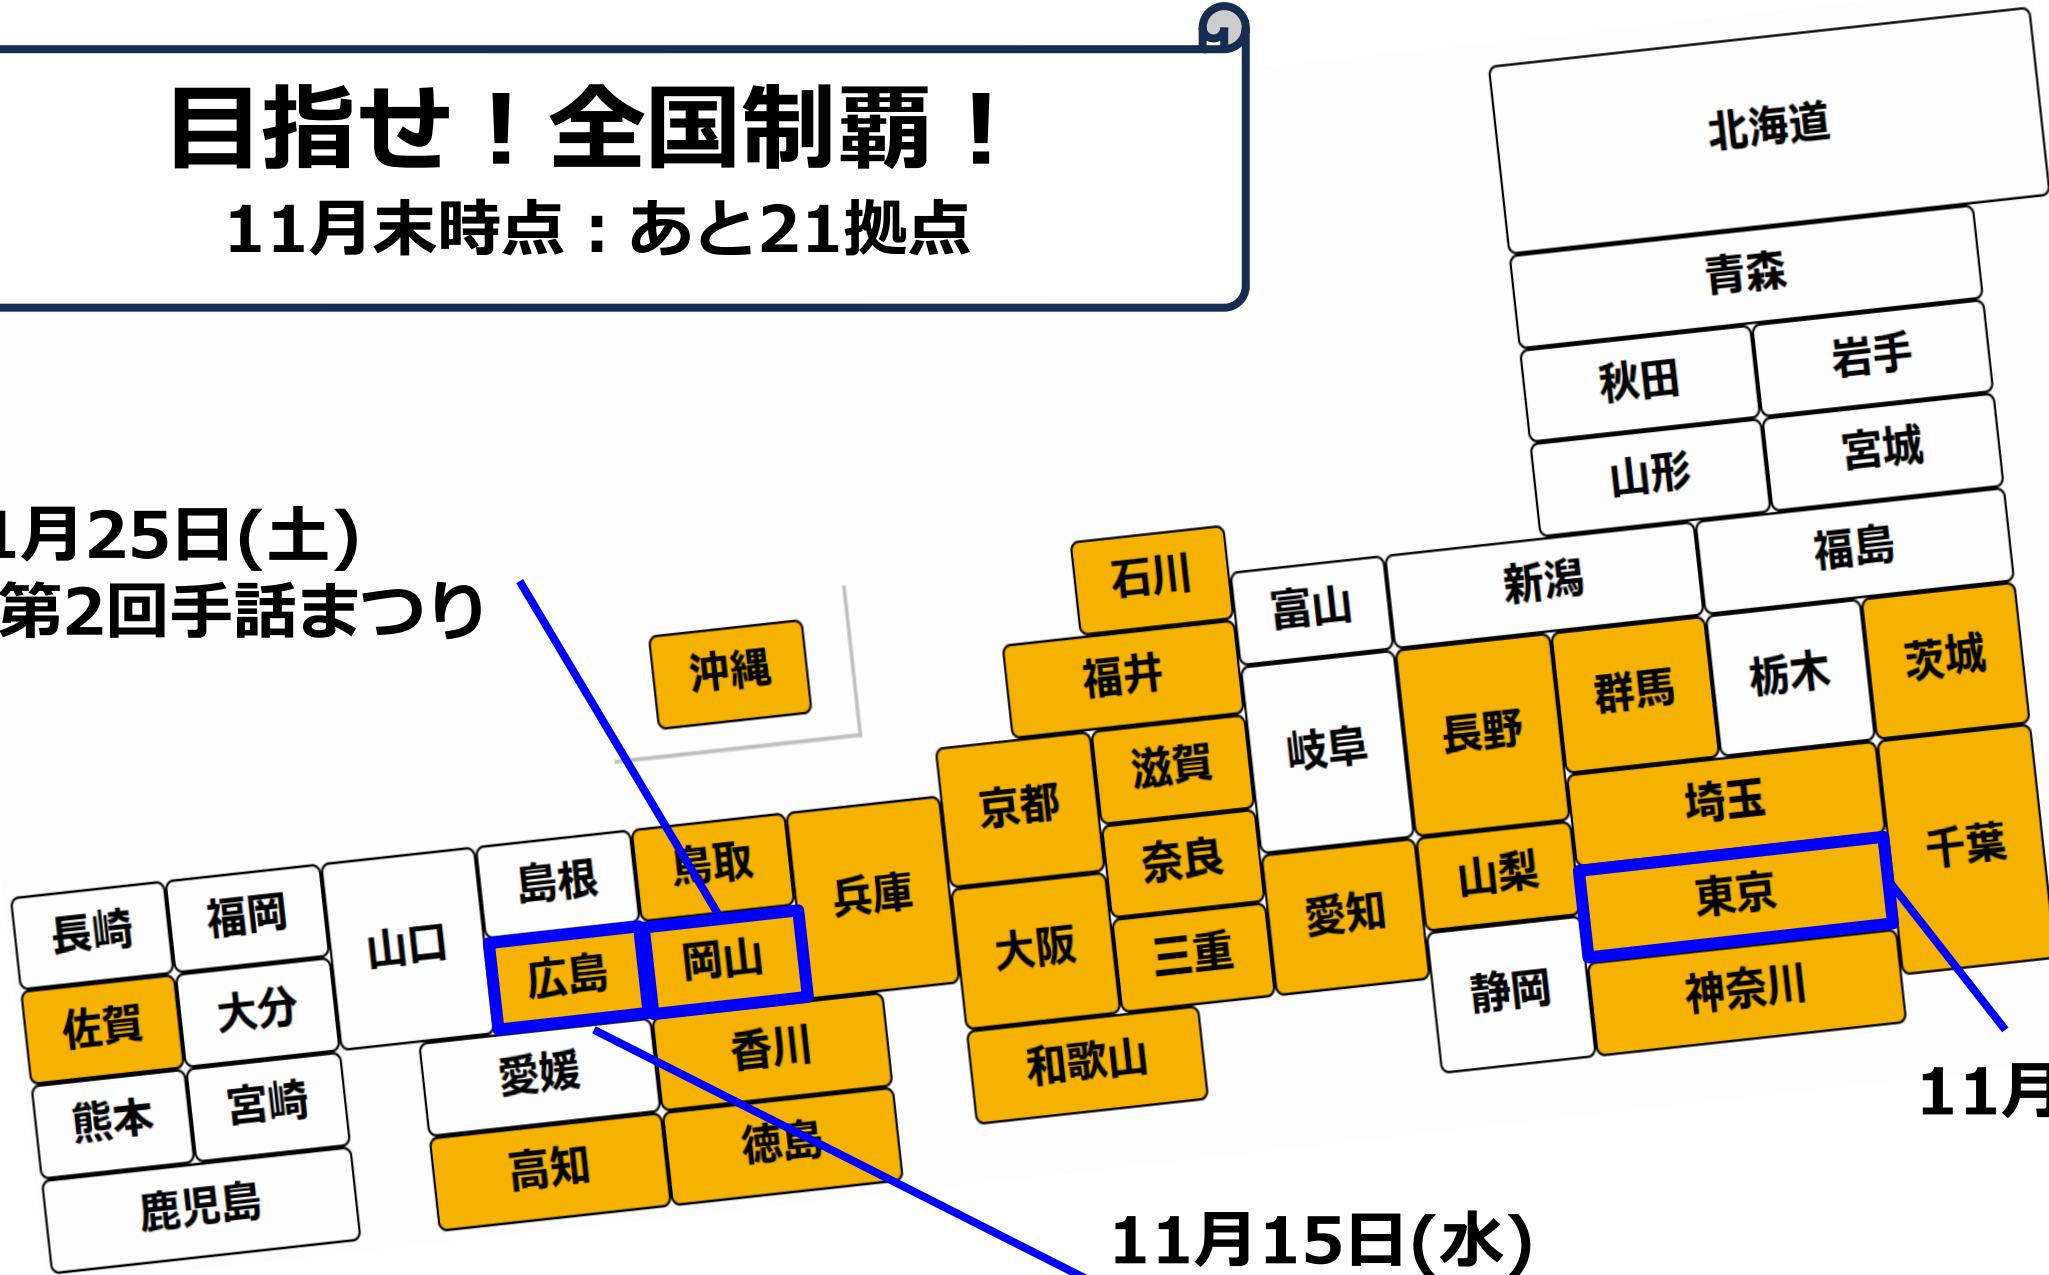 目指せ！全国制覇！
11月末時点：あと21拠点
北海道
青森
秋田
岩手
山形
宮城
1月25日(土)
第2回手話まつり
石川
富山
新潟
福島
沖縄
福井
岐阜
長野
群馬
栃木
茨城
京都
滋賀
埼玉
千葉
奈良
山梨
東京
長崎
福岡
山口
島根
鳥取
兵庫
大阪
三重
愛知
静岡
神奈川
佐賀
大分
広島
岡山
和歌山
熊本
宮崎
愛媛
香川
鹿児島
高知
徳島
11月
11月15日(水)